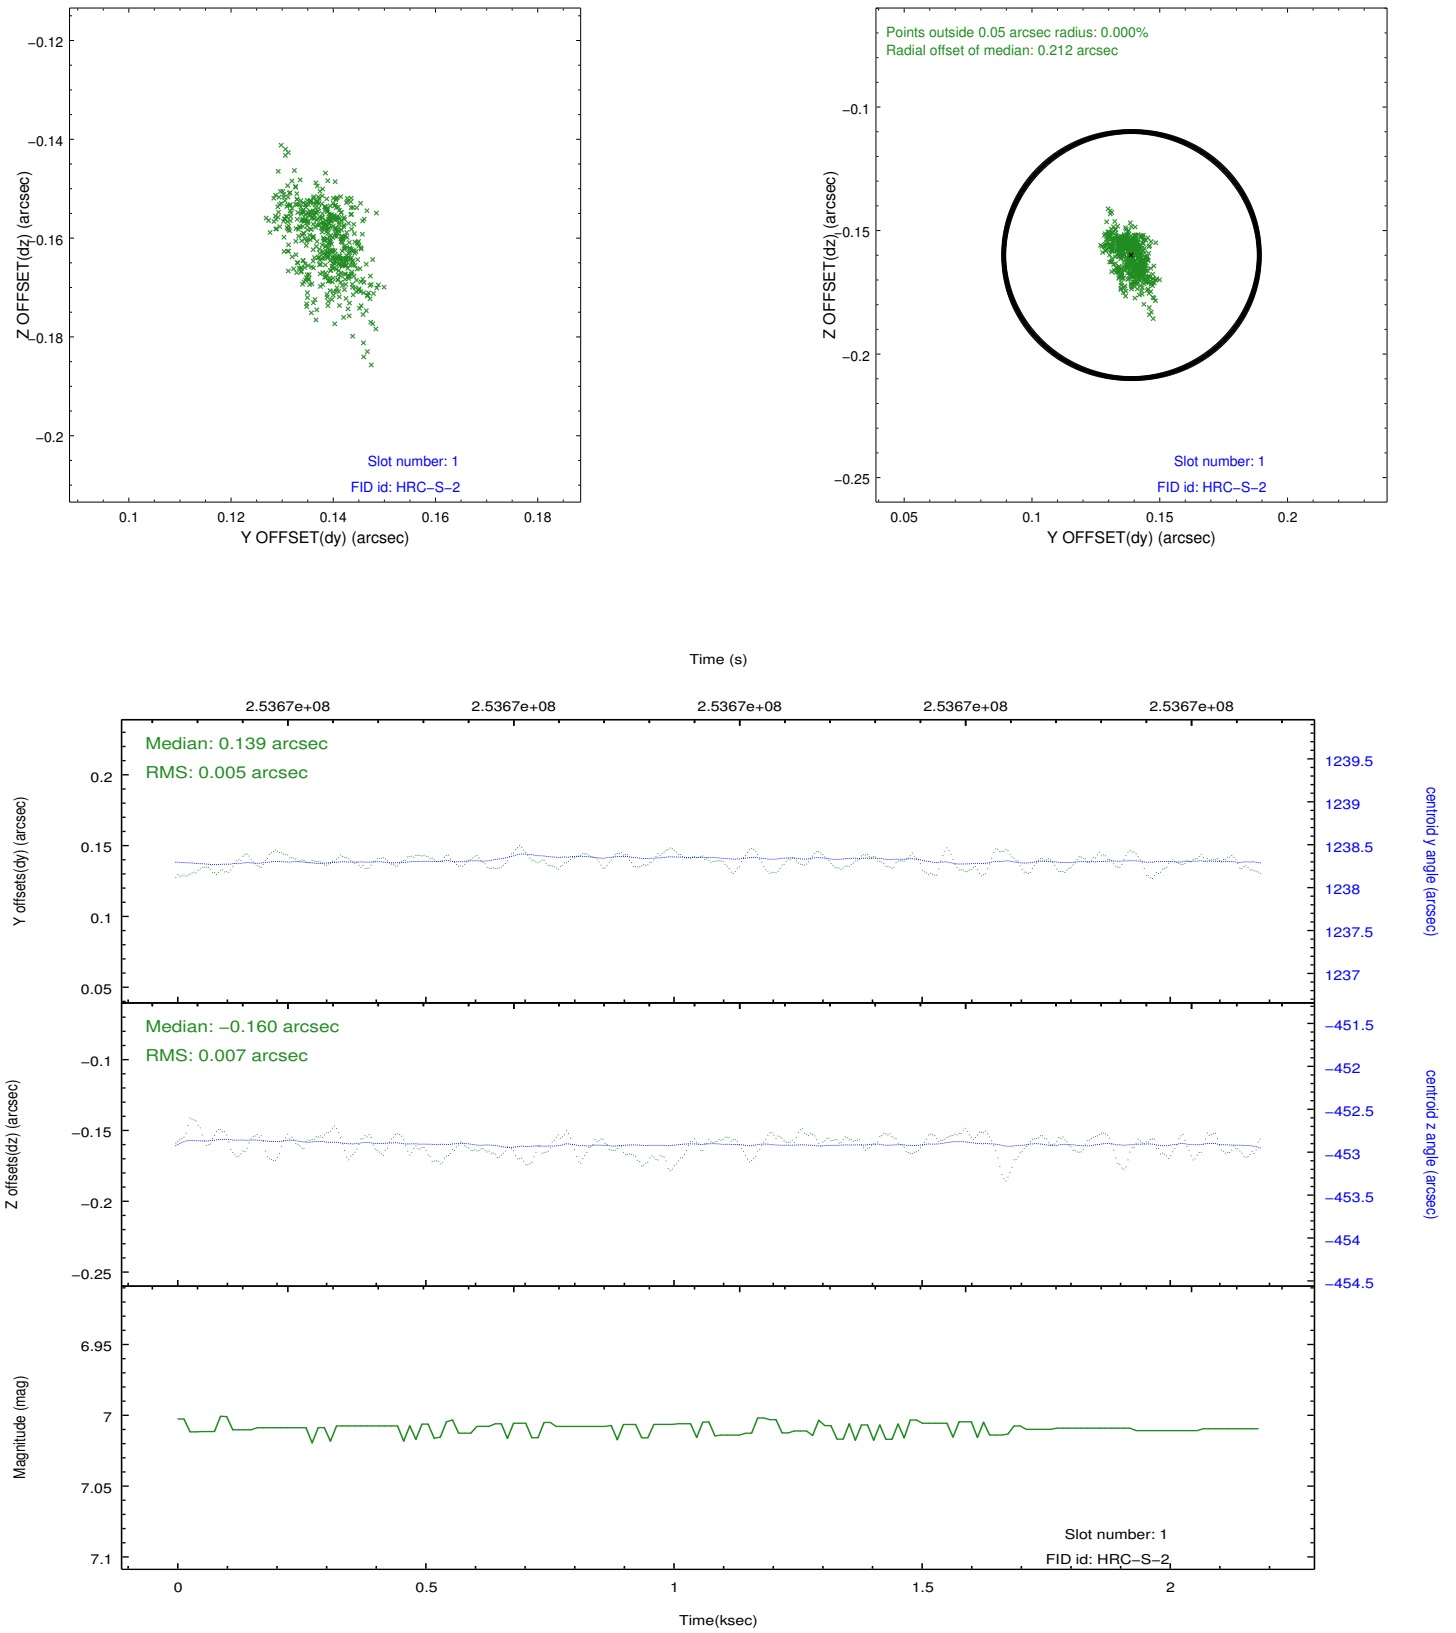 −0.12
−0.14
−0.16
−0.18
−0.2
Z OFFSET(dz) (arcsec)
Slot number: 1
FID id: HRC−S−2
0.1 0.12 0.14 0.16 0.18
Y OFFSET(dy) (arcsec)
Points outside 0.05 arcsec radius: 0.000%
Radial offset of median: 0.212 arcsec
−0.1
−0.15
−0.2
−0.25
Z OFFSET(dz) (arcsec)
Slot number: 1
FID id: HRC−S−2
0.05 0.1 0.15 0.2
Y OFFSET(dy) (arcsec)
Time (s)
2.5367e+08 2.5367e+08 2.5367e+08 2.5367e+08 2.5367e+08
Median: 0.139 arcsec
RMS: 0.005 arcsec
0.2
0.15
0.1
0.05
Y offsets(dy) (arcsec)
1239.5
1239
1238.5
1238
1237.5
1237
centroid y angle (arcsec)
Median: −0.160 arcsec
RMS: 0.007 arcsec
−0.1
−0.15
−0.2
−0.25
Z offsets(dz) (arcsec)
−451.5
−452
−452.5
−453
−453.5
−454
−454.5
centroid z angle (arcsec)
6.95
7
7.05
7.1
Magnitude (mag)
Slot number: 1
FID id: HRC−S−2
0 0.5 1 1.5 2
Time(ksec)